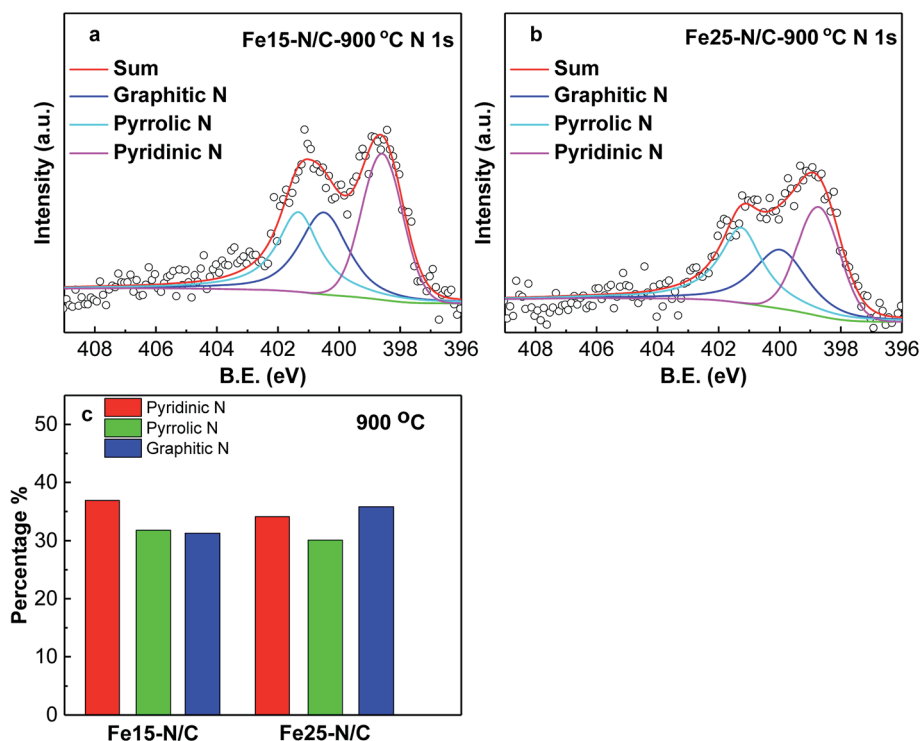 a
Fe15-N/C-900 °C N 1s
Sum
Graphitic N
Pyrrolic N
Pyridinic N
Intensity (a.u.)
408 406 404 402 400 398 396
B.E. (eV)
b
Fe25-N/C-900 °C N 1s
Sum
Graphitic N
Pyrrolic N
Pyridinic N
Intensity (a.u.)
408 406 404 402 400 398 396
B.E. (eV)
c
900 °C
Pyridinic N
Pyrrolic N
Graphitic N
Percentage %
50
40
30
20
10
0
Fe15-N/C Fe25-N/C